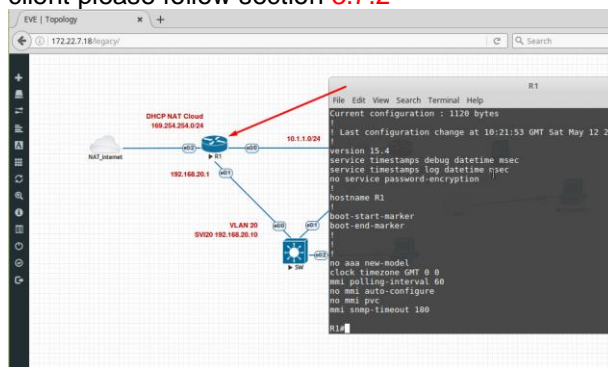 client please follow section 3.7.2
EVE | Topology
172.22.7.18/legacy/
Search
R1
File Edit View Search Terminal Help
Current configuration : 1120 bytes
!
! Last configuration change at 10:21:53 GMT Sat May 12 2
!
version 15.4
service timestamps debug datetime msec
service timestamps log datetime msec
no service password-encryption
!
hostname R1
!
boot-start-marker
boot-end-marker
!
!
!
no aaa new-model
clock timezone GMT 0 0
mmi polling-interval 60
no mmi auto-configure
no mmi pvc
mmi snmp-timeout 180
R1#
DHCP NAT Cloud
169.254.254.0/24
10.1.1.0/24
NAT_internet
e0/2
R1
e0/0
192.168.20.1
e0/1
VLAN 20
SVI20 192.168.20.10
e0/0
e0/1
SW
e0/2